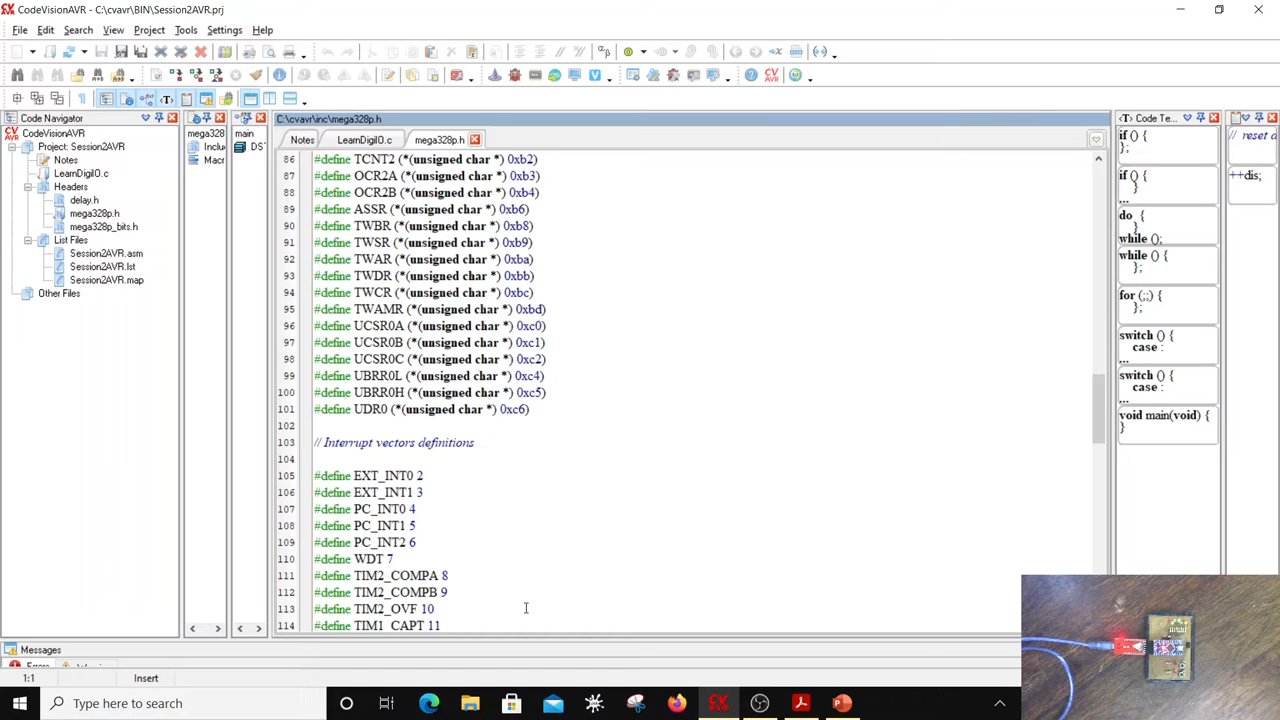 CodeVisionAVR - C:\cvavr\BIN\Session2AVR.prj
File Edit Search View Project Tools Settings Help
Code Navigator
CodeVisionAVR
Project: Session2AVR
Notes
LearnDigiIO.c
Headers
delay.h
mega328p.h
mega328p_bits.h
List Files
Session2AVR.asm
Session2AVR.lst
Session2AVR.map
Other Files
mega328
Inclu
Macr
main
DS
C:\cvavr\inc\mega328p.h
Notes LearnDigiIO.c mega328p.h
86 #define TCNT2 (*(unsigned char *) 0xb2)
87 #define OCR2A (*(unsigned char *) 0xb3)
88 #define OCR2B (*(unsigned char *) 0xb4)
89 #define ASSR (*(unsigned char *) 0xb6)
90 #define TWBR (*(unsigned char *) 0xb8)
91 #define TWSR (*(unsigned char *) 0xb9)
92 #define TWAR (*(unsigned char *) 0xba)
93 #define TWDR (*(unsigned char *) 0xbb)
94 #define TWCR (*(unsigned char *) 0xbc)
95 #define TWAMR (*(unsigned char *) 0xbd)
96 #define UCSR0A (*(unsigned char *) 0xc0)
97 #define UCSR0B (*(unsigned char *) 0xc1)
98 #define UCSR0C (*(unsigned char *) 0xc2)
99 #define UBRR0L (*(unsigned char *) 0xc4)
100 #define UBRR0H (*(unsigned char *) 0xc5)
101 #define UDR0 (*(unsigned char *) 0xc6)
102
103 // Interrupt vectors definitions
104
105 #define EXT_INT0 2
106 #define EXT_INT1 3
107 #define PC_INT0 4
108 #define PC_INT1 5
109 #define PC_INT2 6
110 #define WDT 7
111 #define TIM2_COMPA 8
112 #define TIM2_COMPB 9
113 #define TIM2_OVF 10
114 #define TIM1_CAPT 11
<T> Code Te...
if () {
};
if () {
}
...
do {
}
while ();
while () {
};
for (;;) {
};
switch () {
case :
...
switch () {
case :
...
void main(void) {
}
// reset d
++dis;
Messages
Errors
1:1 Insert
Type here to search